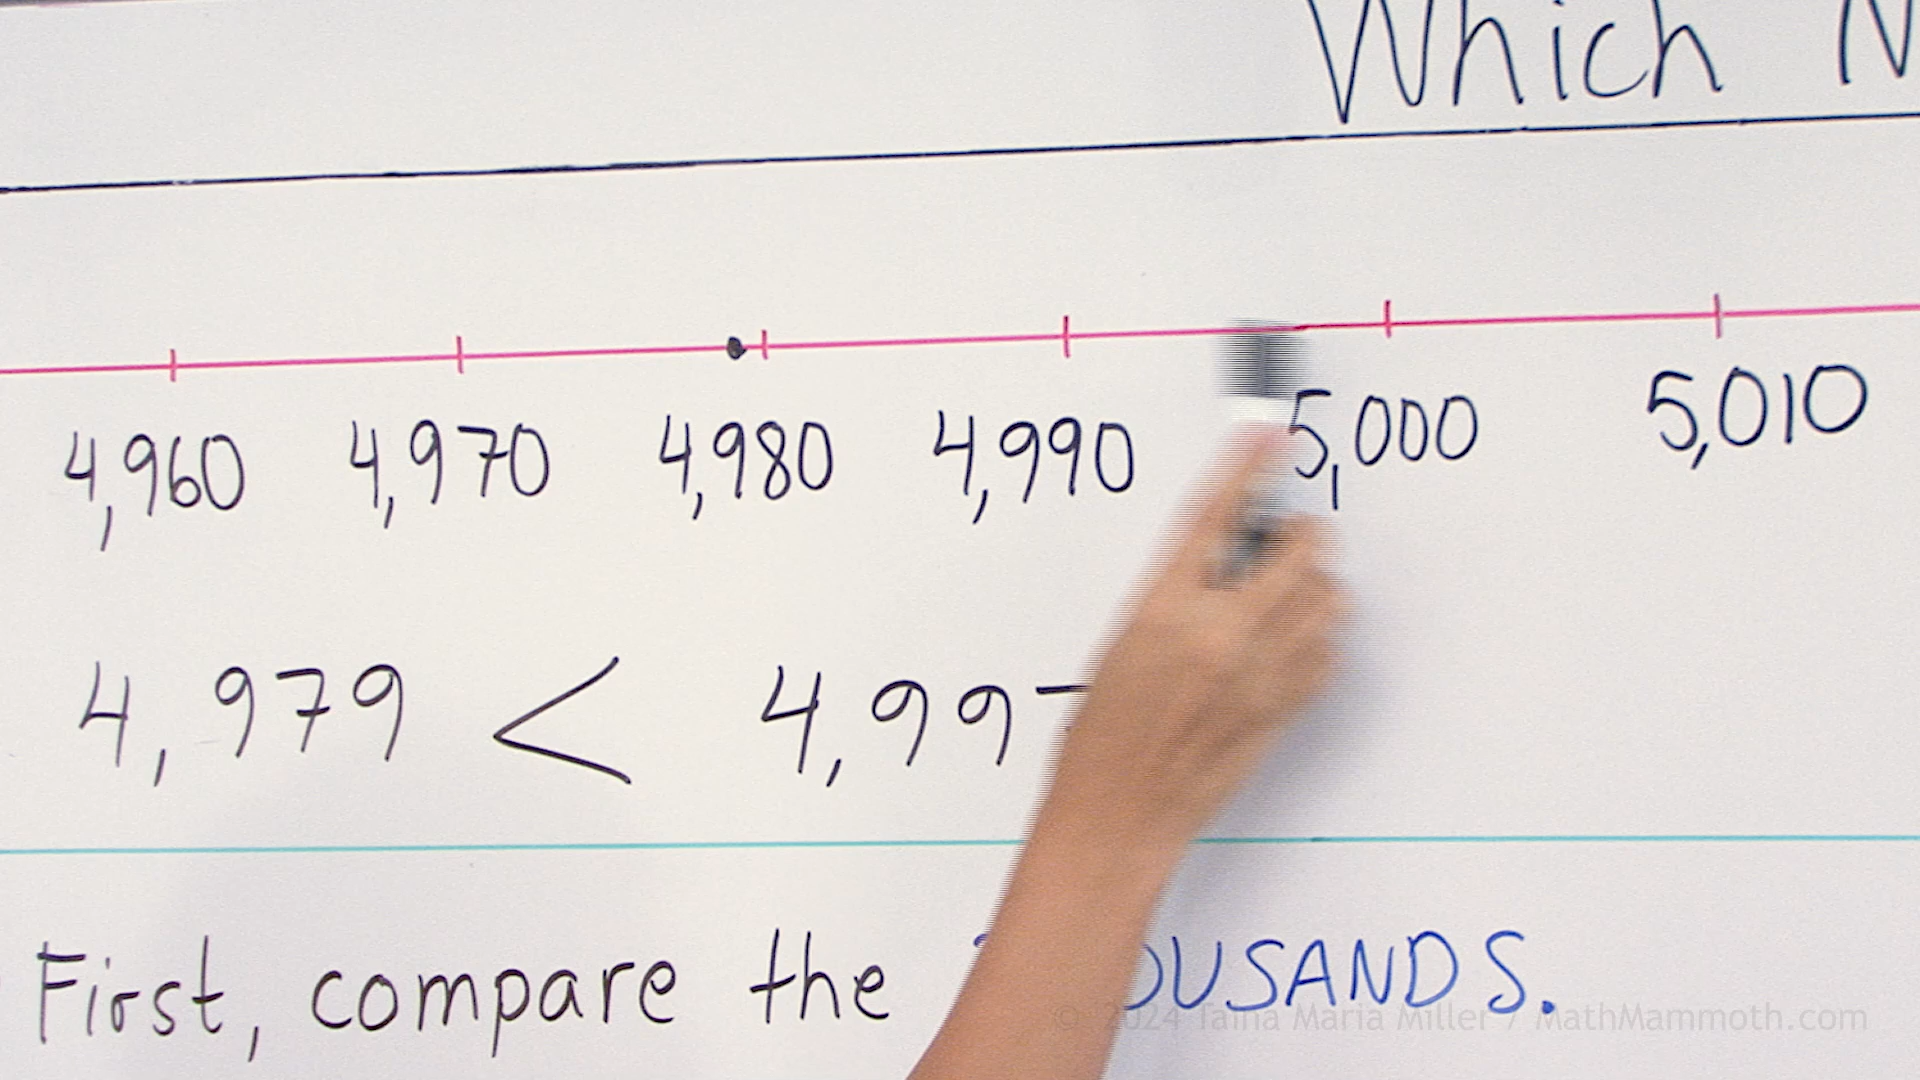 Which
4,960 4,970 4,980 4,990 5,000 5,010
4,979 < 4,99
First, compare the OUSANDS.
© 2024 Taina Maria Miller / MathMammoth.com